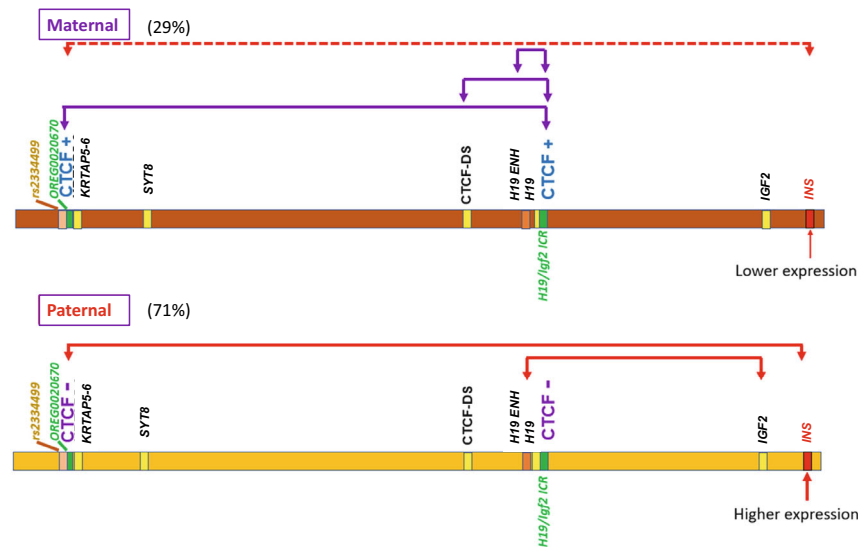 Maternal (29%)
rs2334499
OREG0020670
CTCF +
KRTAP5-6
SYT8
CTCF-DS
H19 ENH
H19
CTCF +
IGF2
INS
H19/Igf2 ICR
Lower expression
Paternal (71%)
rs2334499
OREG0020670
CTCF -
KRTAP5-6
SYT8
CTCF-DS
H19 ENH
H19
CTCF -
IGF2
INS
H19/Igf2 ICR
Higher expression